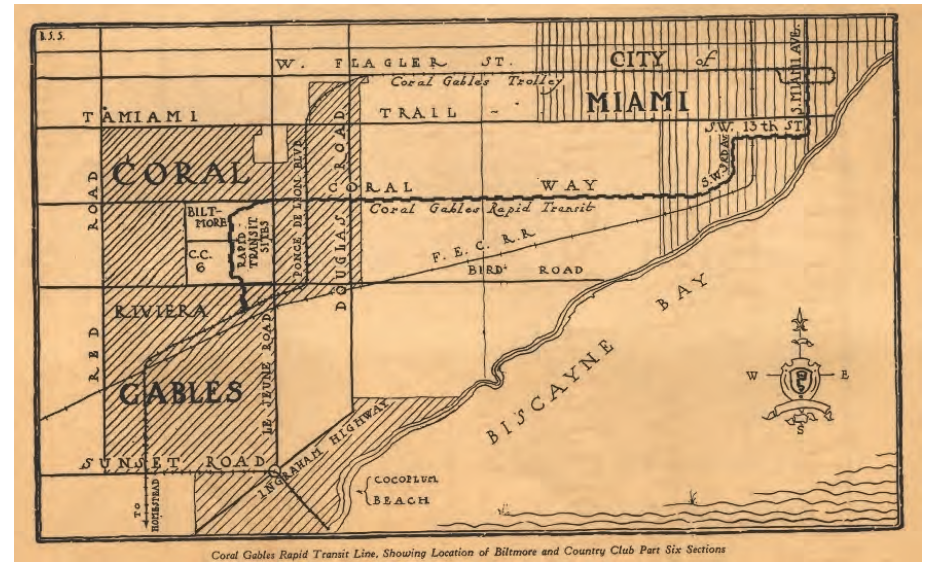 B.S.S.
W. FLAGLER ST.
Coral Gables Trolley
CITY of
MIAMI
S. MIAMI AVE.
TAMIAMI TRAIL -
S.W. 13th ST
S.W. 3RD AV.
CORAL
CORAL WAY
Coral Gables Rapid Transit
RED ROAD
BILT-
MORE
C.C.
6
RAPID-
TRANSIT
SITES
PONCE DE LEON BLVD.
DOUGLAS ROAD
F.E.C. R.R
BIRD ROAD
RIVIERA
GABLES
LE JEUNE ROAD
BISCAYNE BAY
W E
S
INGRAHAM HIGHWAY
SUNSET ROAD
COCOPLUM
BEACH
TO
HOMESTEAD
Coral Gables Rapid Transit Line, Showing Location of Biltmore and Country Club Part Six Sections